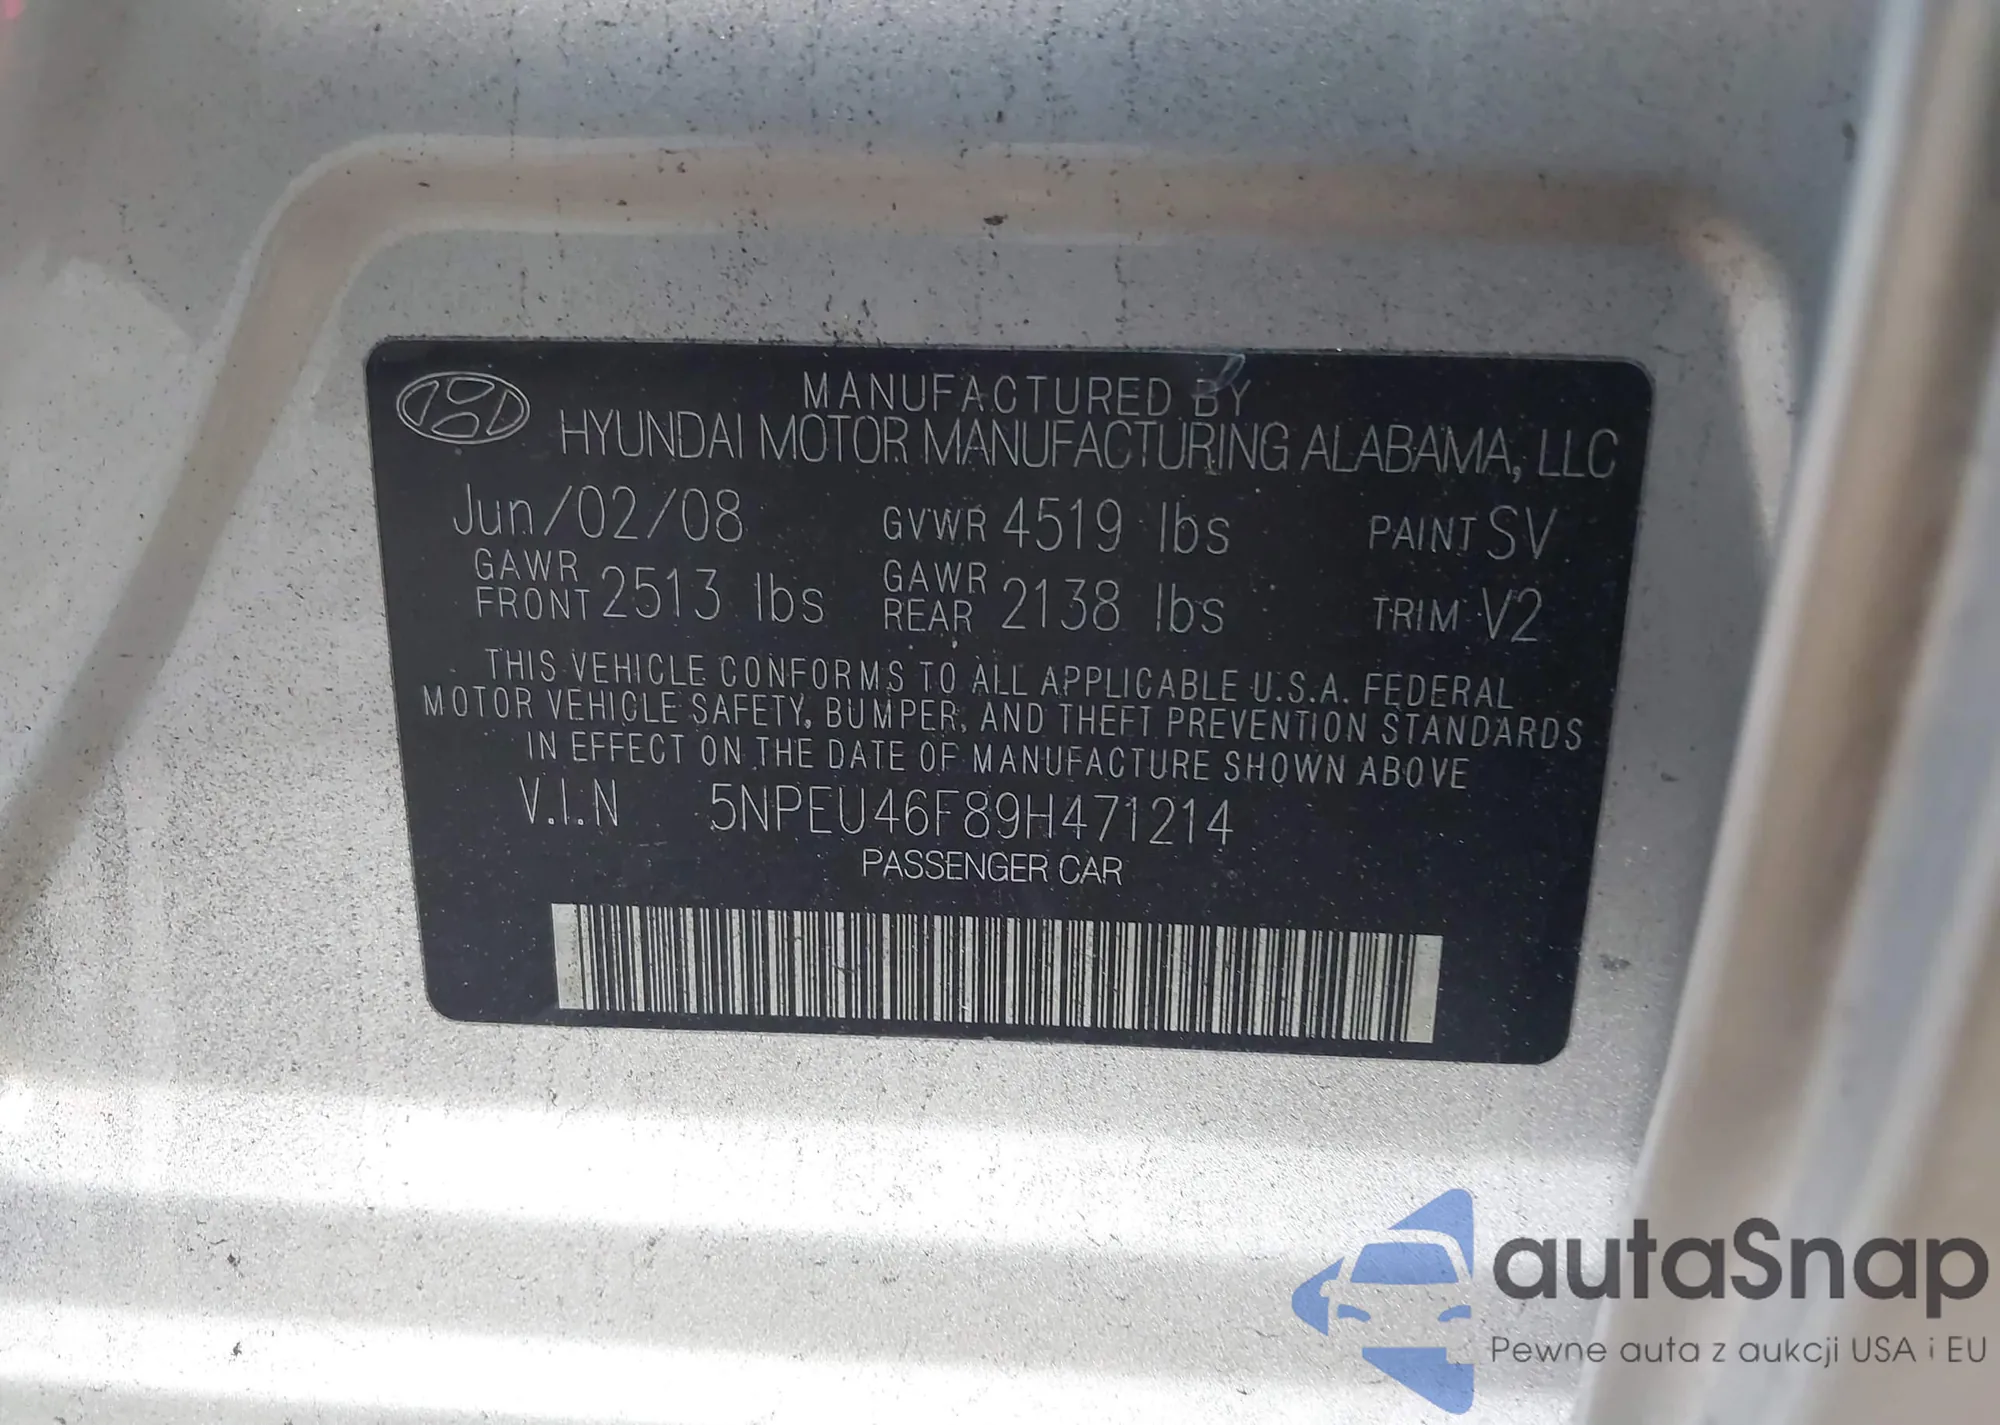 MANUFACTURED BY
HYUNDAI MOTOR MANUFACTURING ALABAMA, LLC
Jun/02/08 GVWR 4519 lbs PAINT SV
GAWR FRONT 2513 lbs GAWR REAR 2138 lbs TRIM V2
THIS VEHICLE CONFORMS TO ALL APPLICABLE U.S.A. FEDERAL
MOTOR VEHICLE SAFETY, BUMPER, AND THEFT PREVENTION STANDARDS
IN EFFECT ON THE DATE OF MANUFACTURE SHOWN ABOVE
V.I.N 5NPEU46F89H471214
PASSENGER CAR
autaSnap
Pewne auta z aukcji USA i EU